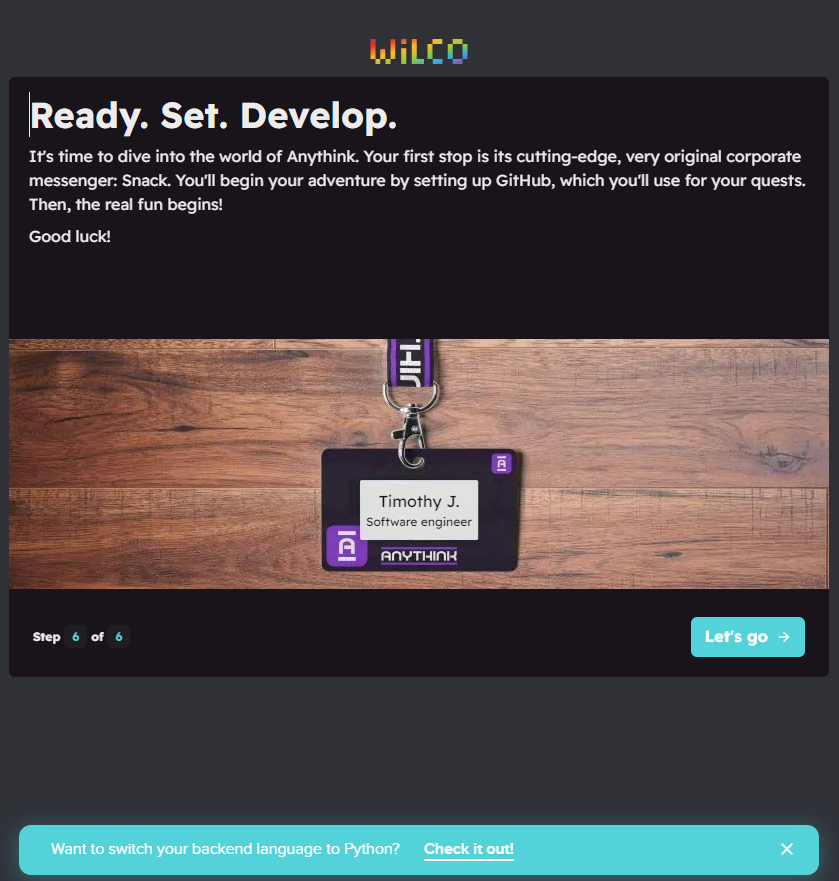 WiLCO
Ready. Set. Develop.
It's time to dive into the world of Anythink. Your first stop is its cutting-edge, very original corporate
messenger: Snack. You'll begin your adventure by setting up GitHub, which you'll use for your quests.
Then, the real fun begins!
Good luck!
Timothy J.
Software engineer
ANYTHINK
Step 6 of 6
Let's go →
Want to switch your backend language to Python? Check it out!